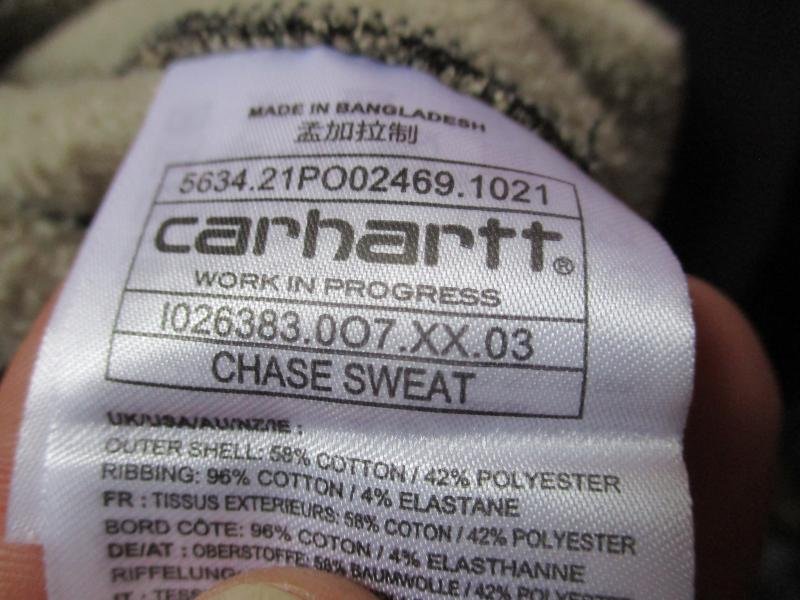 MADE IN BANGLADESH
孟加拉制
5634.21PO02469.1021
carhartt®
WORK IN PROGRESS
I026383.0O7.XX.03
CHASE SWEAT
UK/USA/AU/NZ/IE :
OUTER SHELL: 58% COTTON / 42% POLYESTER
RIBBING: 96% COTTON / 4% ELASTANE
FR : TISSUS EXTERIEURS: 58% COTON / 42% POLYESTER
BORD CÔTE: 96% COTON / 4% ELASTHANNE
DE/AT : OBERSTOFFE: 58% BAUMWOLLE / 42% POLYESTER
RIFFELUNG:
IT : TESS